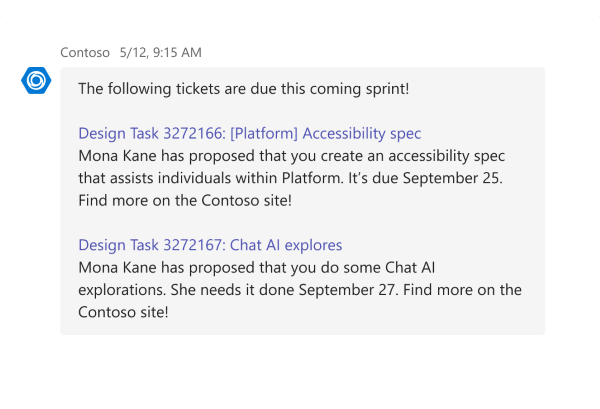 Contoso 5/12, 9:15 AM
The following tickets are due this coming sprint!
Design Task 3272166: [Platform] Accessibility spec
Mona Kane has proposed that you create an accessibility spec
that assists individuals within Platform. It’s due September 25.
Find more on the Contoso site!
Design Task 3272167: Chat AI explores
Mona Kane has proposed that you do some Chat AI
explorations. She needs it done September 27. Find more on the
Contoso site!